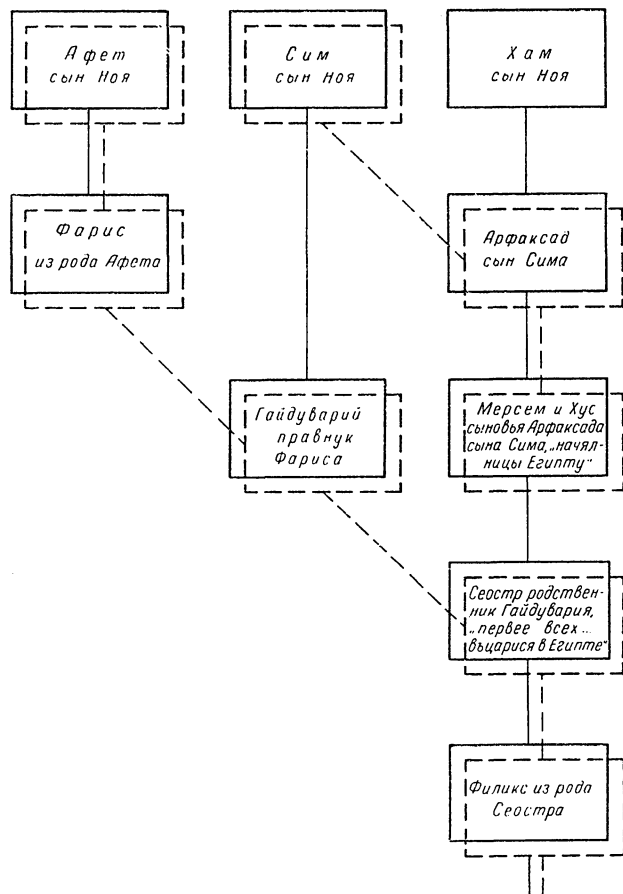 Афет
сын Ноя
Сим
сын Ноя
Хам
сын Ноя
Фарис
из рода Афета
Арфаксад
сын Сима
Гайдуварий
правнук
Фариса
Мерсем и Хус
сыновья Арфаксада
сына Сима, „начял-
ницы Египту“
Сеостр родствен-
ник Гайдувария,
„первее всех...
въцарися в Египте“
Филикс из рода
Сеостра